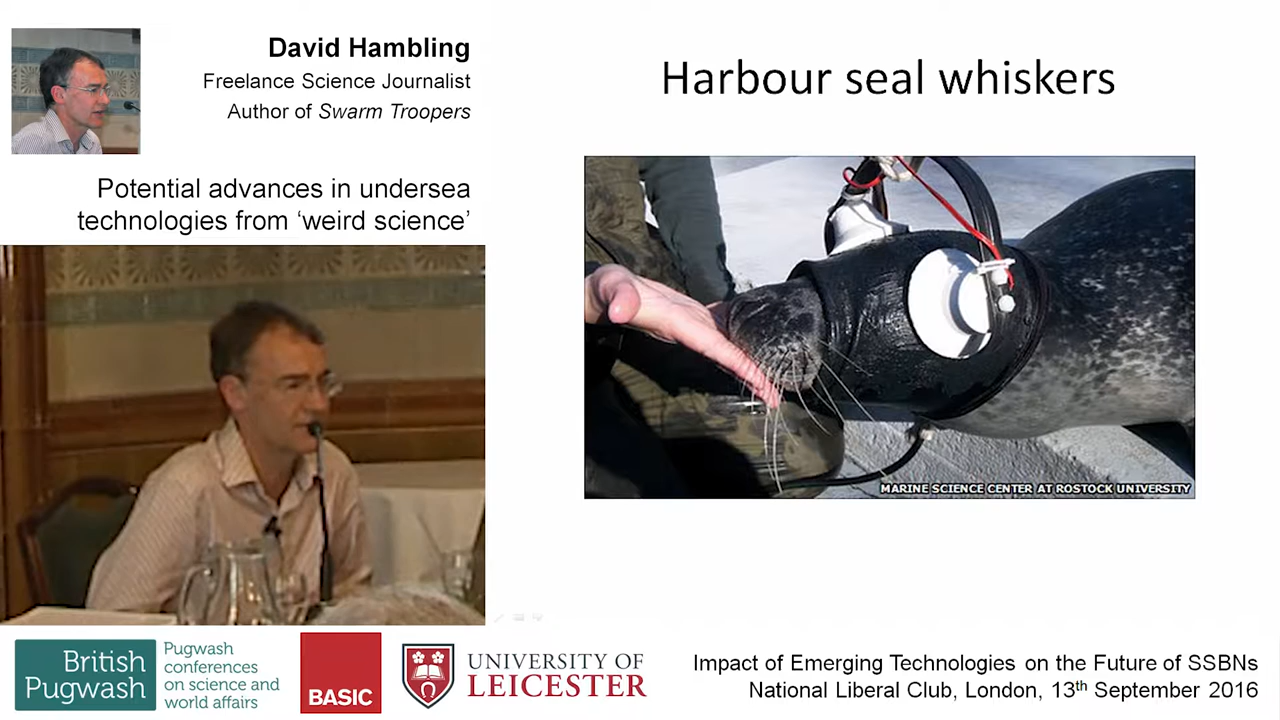 David Hambling
Freelance Science Journalist
Author of Swarm Troopers
Potential advances in undersea
technologies from ‘weird science’
Harbour seal whiskers
MARINE SCIENCE CENTER AT ROSTOCK UNIVERSITY
British
Pugwash
Pugwash
conferences
on science and
world affairs
BASIC
UNIVERSITY OF
LEICESTER
Impact of Emerging Technologies on the Future of SSBNs
National Liberal Club, London, 13th September 2016